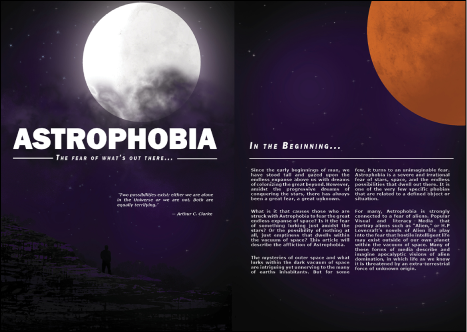 ASTROPHOBIA
THE FEAR OF WHAT'S OUT THERE...
"Two possibilities exist: either we are alone
in the Universe or we are not. Both are
equally terrifying."
- Arthur C. Clarke
IN THE BEGINNING...
Since the early beginnings of man, we
have stood tall and gazed upon the
endless expanse above us with dreams
of colonizing the great beyond. However,
amidst the progressive dreams of
conquering the stars, there has always
been a great fear, a great unknown.
What is it that causes those who are
struck with Astrophobia to fear the great
endless expanse of space? Is it the fear
of something lurking just amidst the
stars? Or the possibility of nothing at
all, just emptiness that dwells within
the vacuum of space? This article will
describe the affliction of Astrophobia.
The mysteries of outer space and what
lurks within the dark vacuum of space
are intriguing yet unnerving to the many
of earths inhabitants. But for some
few, it turns to an unimaginable fear.
Astrophobia is a severe and irrational
fear of stars, space, and the endless
possibilities that dwell out there. It is
one of the very few specific phobias
that are related to a defined object or
situation.
For many, Astrophobia is strongly
connected to a fear of aliens. Popular
Visual and literary Media that
portray aliens such as "Alien," or H.P
Lovecraft's novels of Alien life play
into the fear that hostile intelligent life
may exist outside of our own planet
within the vacuum of space. Many of
these forms of media describe and
imagine apocalyptic visions of alien
domination, in which life as we know
it is threatened by an extra-terrestrial
force of unknown origin.